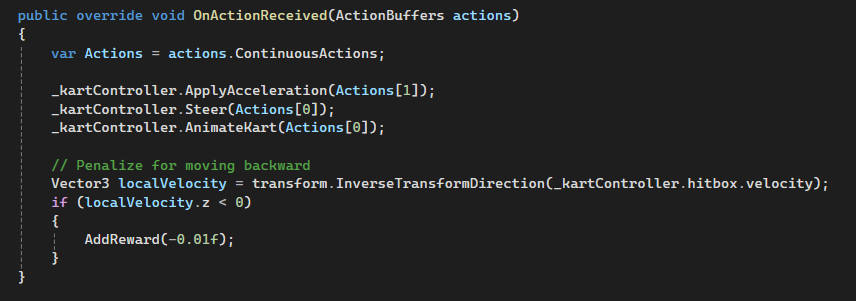 public override void OnActionReceived(ActionBuffers actions)
{
var Actions = actions.ContinuousActions;
_kartController.ApplyAcceleration(Actions[1]);
_kartController.Steer(Actions[0]);
_kartController.AnimateKart(Actions[0]);
// Penalize for moving backward
Vector3 localVelocity = transform.InverseTransformDirection(_kartController.hitbox.velocity);
if (localVelocity.z < 0)
{
AddReward(-0.01f);
}
}